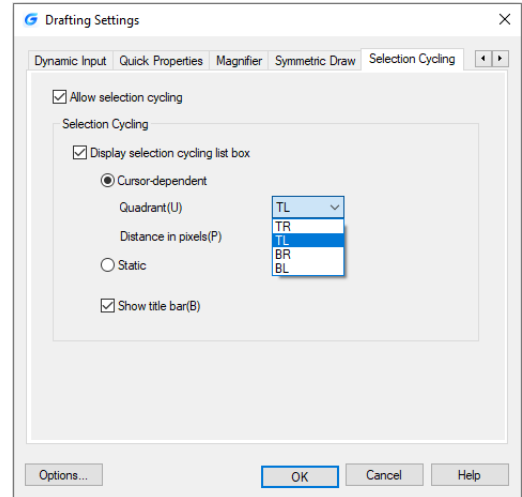 Drafting Settings
Dynamic Input Quick Properties Magnifier Symmetric Draw Selection Cycling
Allow selection cycling
Selection Cycling
Display selection cycling list box
Cursor-dependent
Quadrant(U) TL
TR
Distance in pixels(P) TL
BR
Static BL
Show title bar(B)
Options... OK Cancel Help